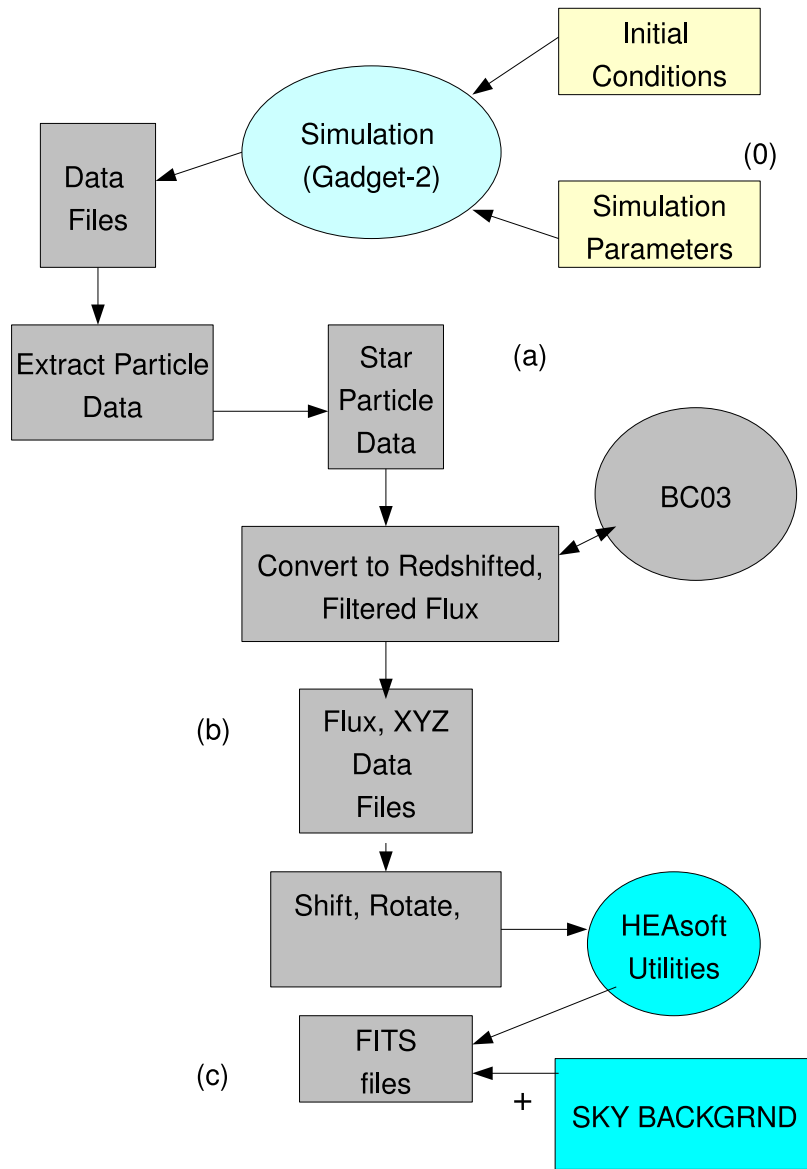 Initial
Conditions
Simulation
(Gadget-2)
(0)
Data
Files
Simulation
Parameters
Extract Particle
Data
Star
Particle
Data
(a)
BC03
Convert to Redshifted,
Filtered Flux
(b)
Flux, XYZ
Data
Files
Shift, Rotate,
HEAsoft
Utilities
FITS
files
(c)
+
SKY BACKGRND